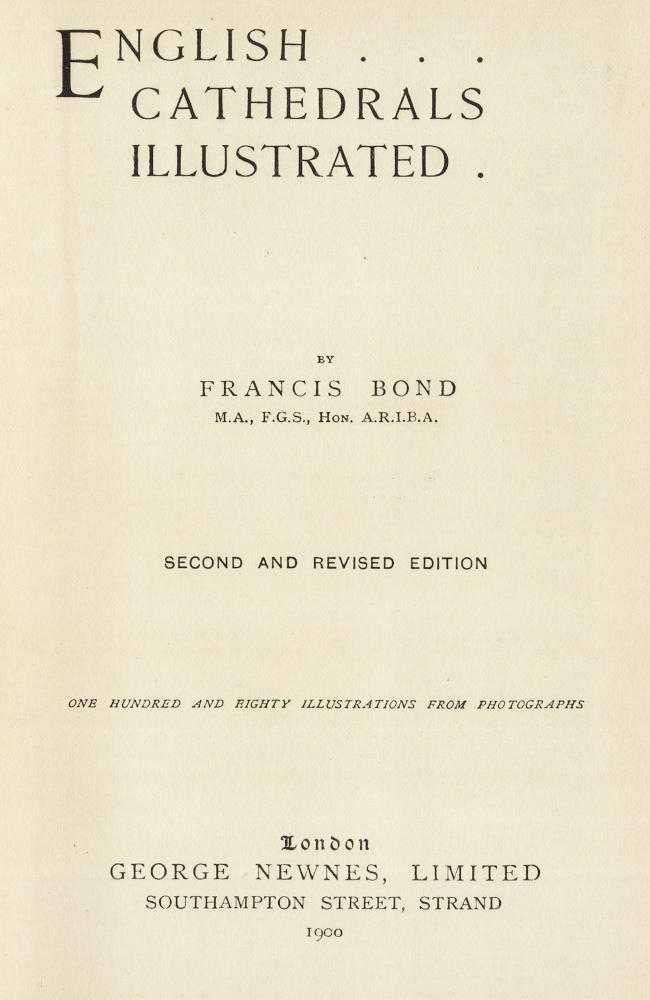 ENGLISH . . .
CATHEDRALS
ILLUSTRATED .
BY
FRANCIS BOND
M.A., F.G.S., HON. A.R.I.B.A.
SECOND AND REVISED EDITION
ONE HUNDRED AND EIGHTY ILLUSTRATIONS FROM PHOTOGRAPHS
London
GEORGE NEWNES, LIMITED
SOUTHAMPTON STREET, STRAND
1900